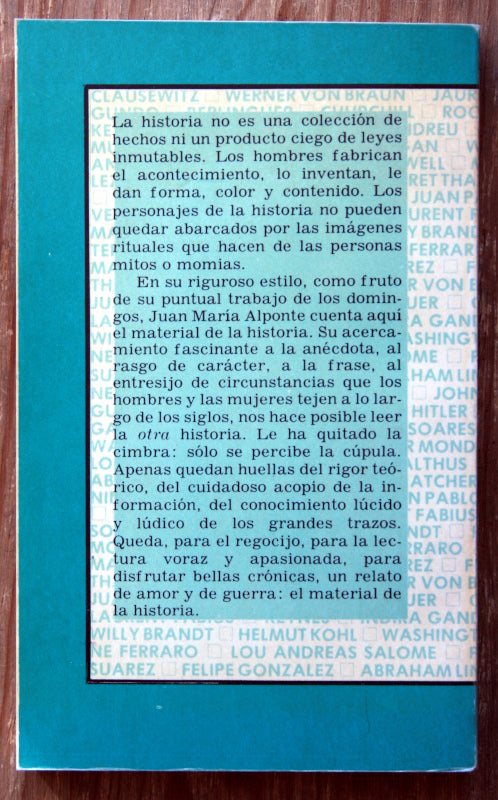 CLAUSEWITZ □ WERNER VON BRAUN □
La historia no es una colección de
hechos ni un producto ciego de leyes
inmutables. Los hombres fabrican
el acontecimiento, lo inventan, le
dan forma, color y contenido. Los
personajes de la historia no pueden
quedar abarcados por las imágenes
rituales que hacen de las personas
mitos o momias.
En su riguroso estilo, como fruto
de su puntual trabajo de los domin-
gos, Juan María Alponte cuenta aquí
el material de la historia. Su acerca-
miento fascinante a la anécdota, al
rasgo de carácter, a la frase, al
entresijo de circunstancias que los
hombres y las mujeres tejen a lo lar-
go de los siglos, nos hace posible leer
la otra historia. Le ha quitado la
cimbra: sólo se percibe la cúpula.
Apenas quedan huellas del rigor teó-
rico, del cuidadoso acopio de la in-
formación, del conocimiento lúcido
y lúdico de los grandes trazos.
Queda, para el regocijo, para la lec-
tura voraz y apasionada, para
disfrutar bellas crónicas, un relato
de amor y de guerra: el material de
la historia.
WILLY BRANDT □ HELMUT KOHL □ WASHINGT
NE FERRARO □ LOU ANDREAS SALOME □
SUAREZ □ FELIPE GONZALEZ □ ABRAHAM LIN